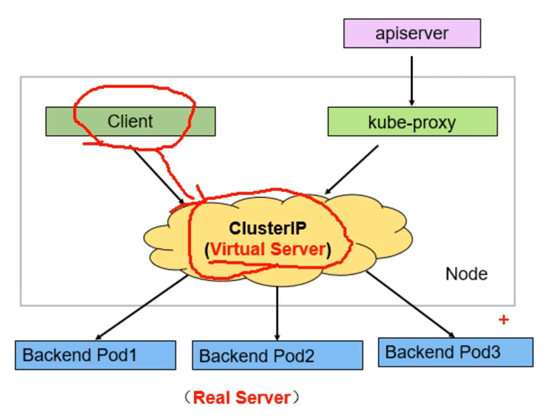 apiserver
Client
kube-proxy
ClusterIP
(Virtual Server)
Node
+
Backend Pod1
Backend Pod2
Backend Pod3
（Real Server）